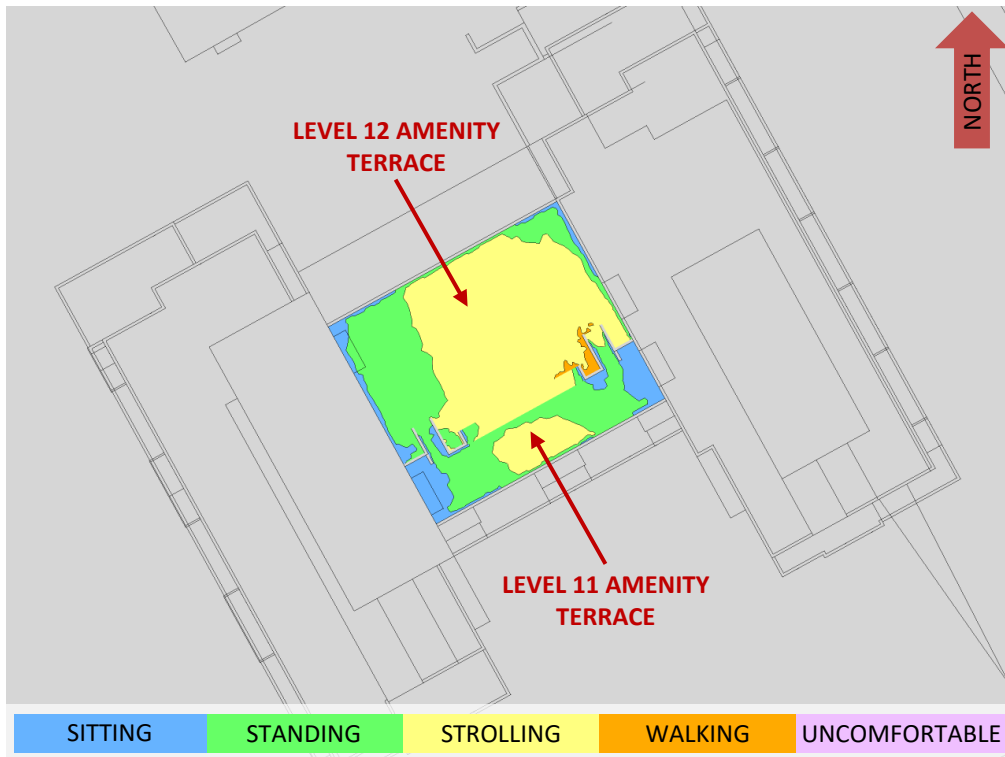 NORTH
LEVEL 12 AMENITY
TERRACE
LEVEL 11 AMENITY
TERRACE
SITTING
STANDING
STROLLING
WALKING
UNCOMFORTABLE